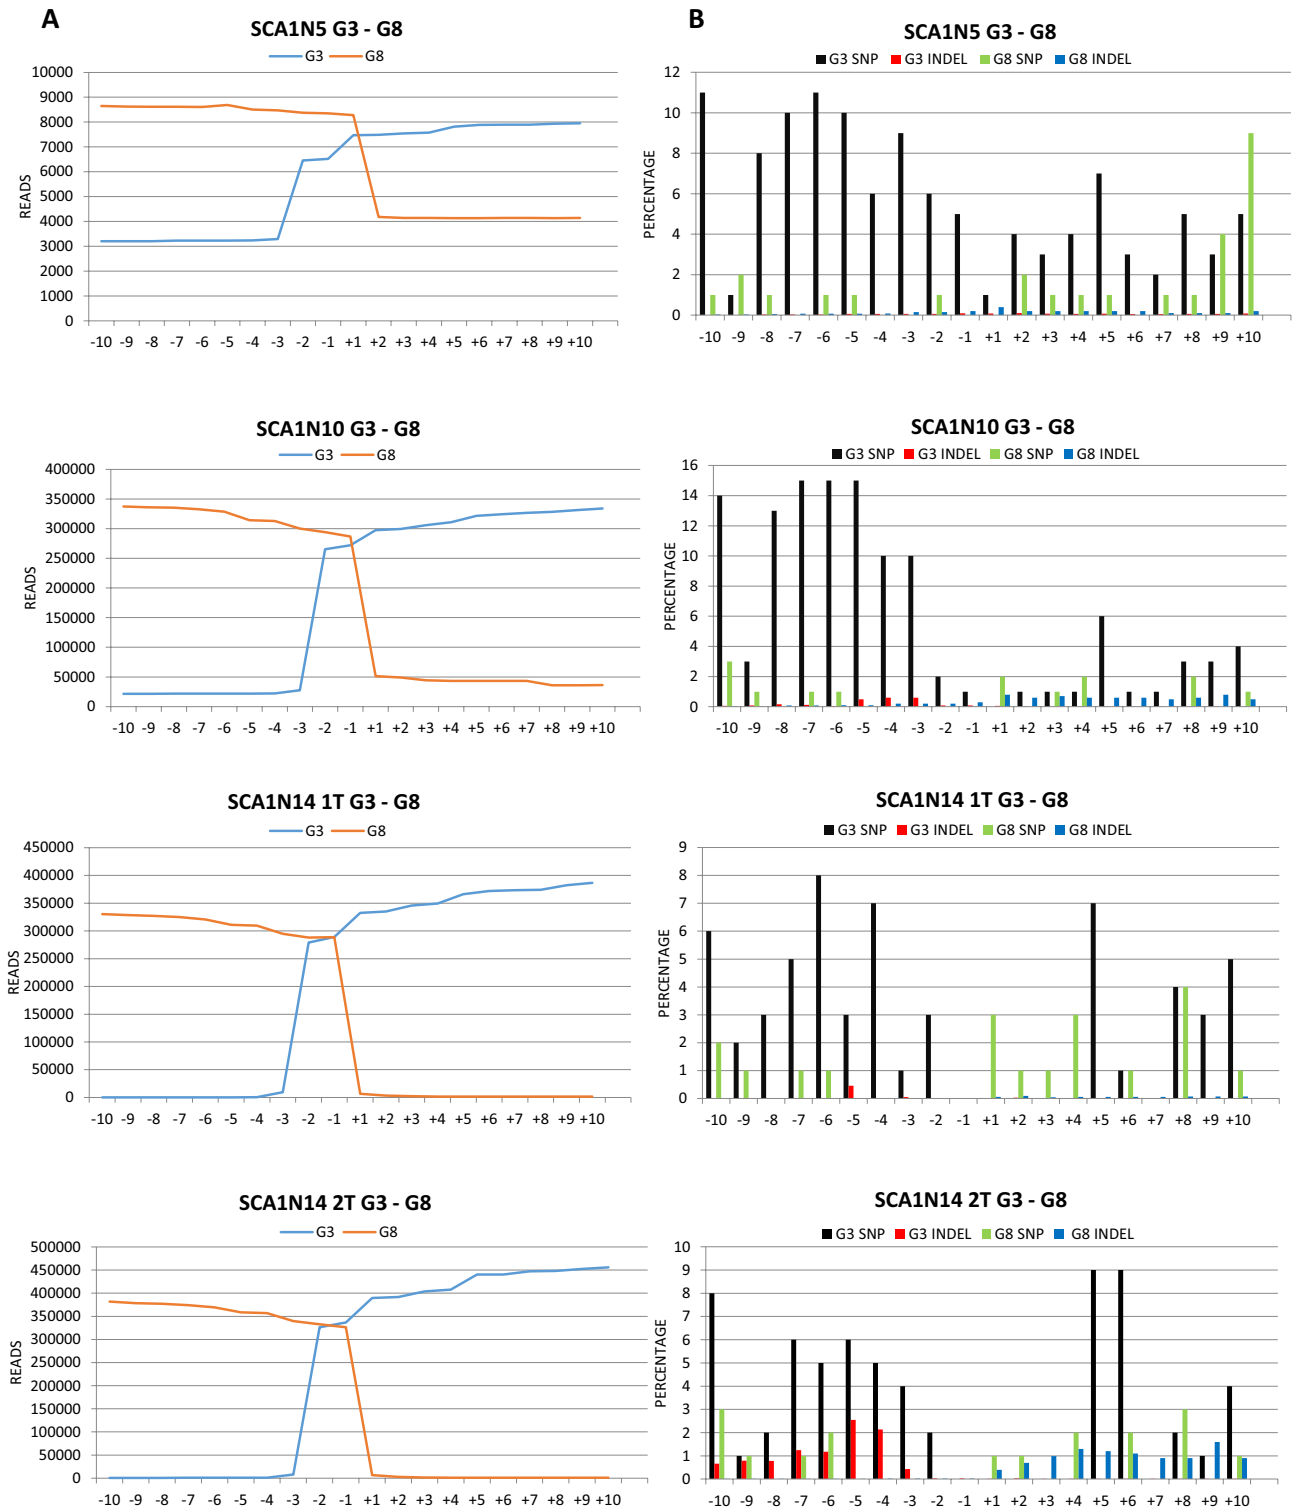 A
SCA1N5 G3 - G8
G3 G8
READS
10000
9000
8000
7000
6000
5000
4000
3000
2000
1000
0
-10 -9 -8 -7 -6 -5 -4 -3 -2 -1 +1 +2 +3 +4 +5 +6 +7 +8 +9 +10
B
SCA1N5 G3 - G8
G3 SNP G3 INDEL G8 SNP G8 INDEL
PERCENTAGE
12
10
8
6
4
2
0
-10 -9 -8 -7 -6 -5 -4 -3 -2 -1 +1 +2 +3 +4 +5 +6 +7 +8 +9 +10
SCA1N10 G3 - G8
G3 G8
READS
400000
350000
300000
250000
200000
150000
100000
50000
0
-10 -9 -8 -7 -6 -5 -4 -3 -2 -1 +1 +2 +3 +4 +5 +6 +7 +8 +9 +10
SCA1N10 G3 - G8
G3 SNP G3 INDEL G8 SNP G8 INDEL
PERCENTAGE
16
14
12
10
8
6
4
2
0
-10 -9 -8 -7 -6 -5 -4 -3 -2 -1 +1 +2 +3 +4 +5 +6 +7 +8 +9 +10
SCA1N14 1T G3 - G8
G3 G8
READS
450000
400000
350000
300000
250000
200000
150000
100000
50000
0
-10 -9 -8 -7 -6 -5 -4 -3 -2 -1 +1 +2 +3 +4 +5 +6 +7 +8 +9 +10
SCA1N14 1T G3 - G8
G3 SNP G3 INDEL G8 SNP G8 INDEL
PERCENTAGE
9
8
7
6
5
4
3
2
1
0
-10 -9 -8 -7 -6 -5 -4 -3 -2 -1 +1 +2 +3 +4 +5 +6 +7 +8 +9 +10
SCA1N14 2T G3 - G8
G3 G8
READS
500000
450000
400000
350000
300000
250000
200000
150000
100000
50000
0
-10 -9 -8 -7 -6 -5 -4 -3 -2 -1 +1 +2 +3 +4 +5 +6 +7 +8 +9 +10
SCA1N14 2T G3 - G8
G3 SNP G3 INDEL G8 SNP G8 INDEL
PERCENTAGE
10
9
8
7
6
5
4
3
2
1
0
-10 -9 -8 -7 -6 -5 -4 -3 -2 -1 +1 +2 +3 +4 +5 +6 +7 +8 +9 +10